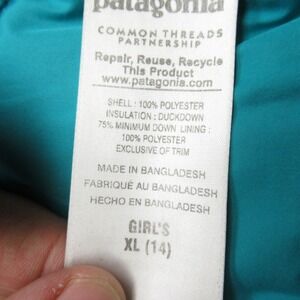 patagonia
COMMON THREADS
PARTNERSHIP
Repair, Reuse, Recycle
This Product
www.patagonia.com
SHELL: 100% POLYESTER
INSULATION: DUCKDOWN
75% MINIMUM DOWN LINING:
100% POLYESTER
EXCLUSIVE OF TRIM
MADE IN BANGLADESH
FABRIQUÉ AU BANGLADESH
HECHO EN BANGLADESH
GIRL'S
XL (14)